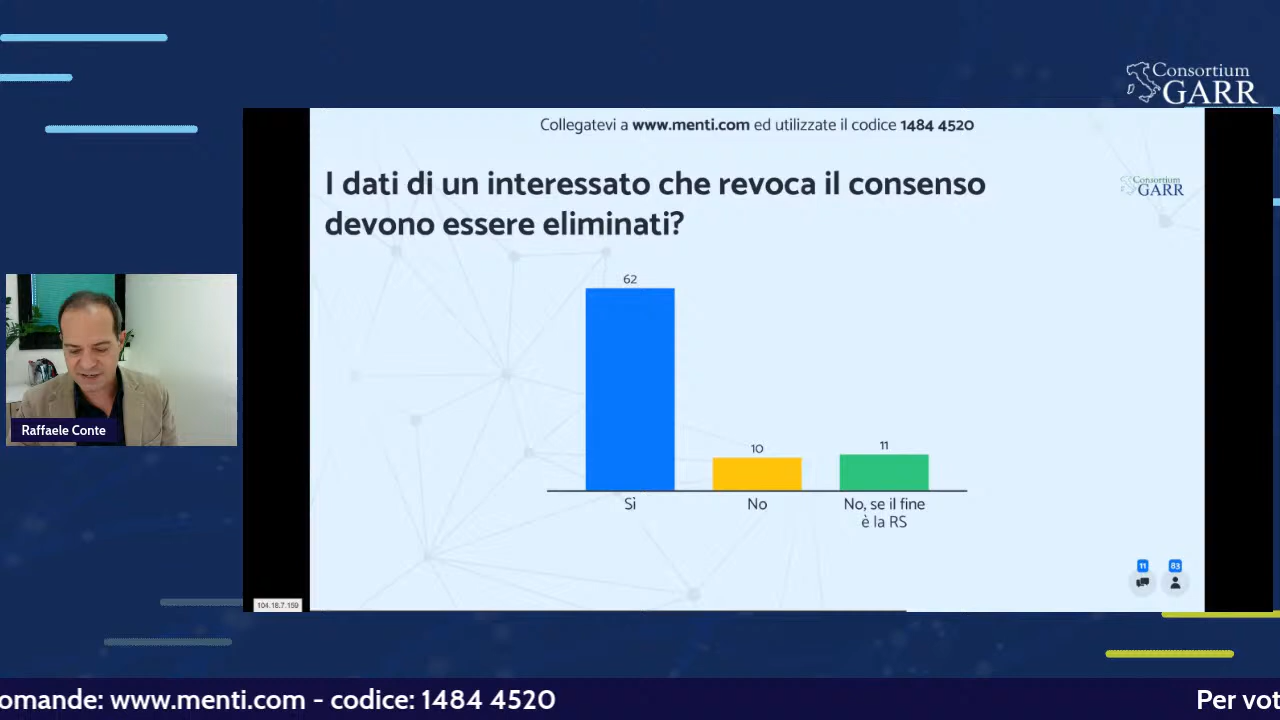 Consortium
GARR
Collegatevi a www.menti.com ed utilizzate il codice 1484 4520
I dati di un interessato che revoca il consenso
devono essere eliminati?
Consortium
GARR
62
10
11
Sì
No
No, se il fine
è la RS
Raffaele Conte
11
83
104.18.7.159
omande: www.menti.com - codice: 1484 4520
Per vot